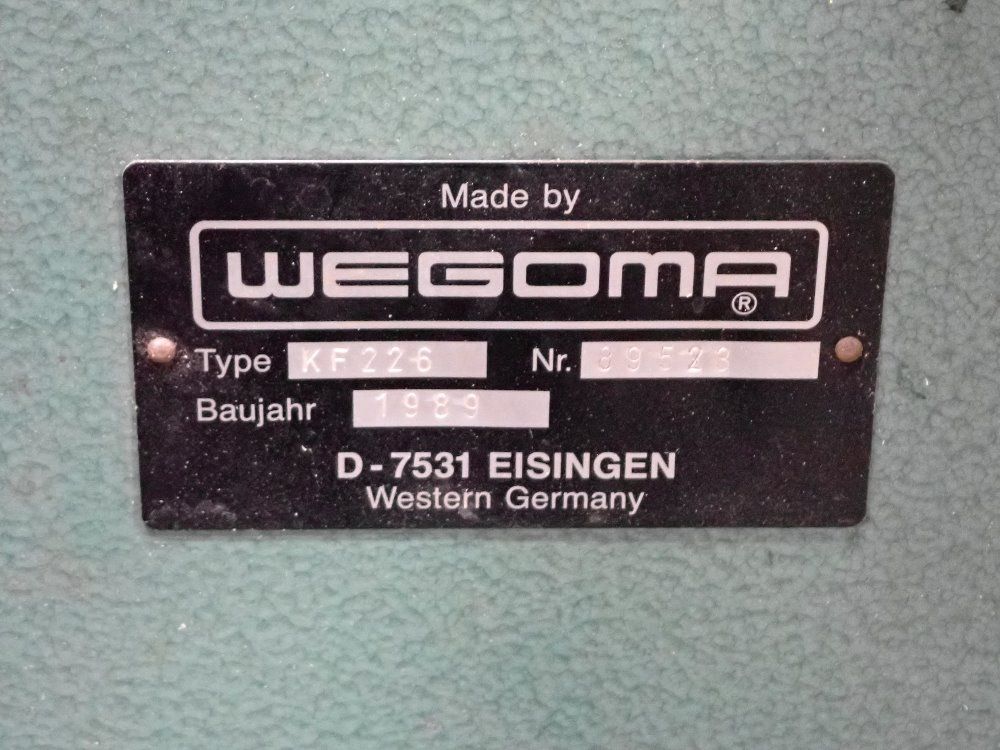 Made by
WEGOMA®
Type KF226 Nr. 89523
Baujahr 1989
D-7531 EISINGEN
Western Germany